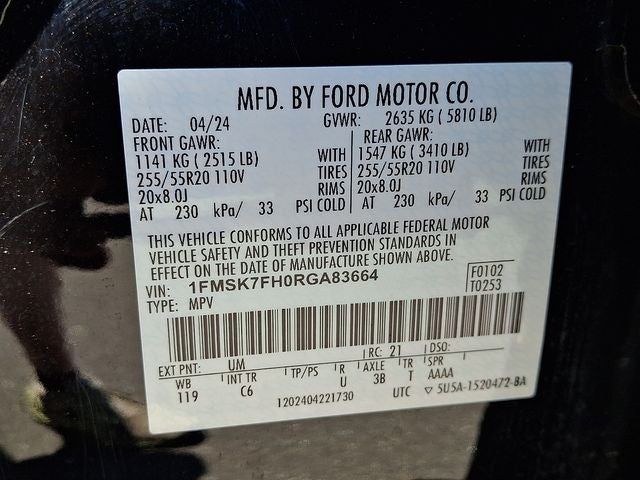 MFD. BY FORD MOTOR CO.
DATE: 04/24 GVWR: 2635 KG ( 5810 LB)
FRONT GAWR: REAR GAWR:
1141 KG ( 2515 LB) WITH 1547 KG ( 3410 LB) WITH
255/55R20 110V TIRES 255/55R20 110V TIRES
20x8.0J RIMS 20x8.0J RIMS
AT 230 kPa/ 33 PSI COLD AT 230 kPa/ 33 PSI COLD
THIS VEHICLE CONFORMS TO ALL APPLICABLE FEDERAL MOTOR
VEHICLE SAFETY AND THEFT PREVENTION STANDARDS IN
EFFECT ON THE DATE OF MANUFACTURE SHOWN ABOVE.
VIN: 1FMSK7FH0RGA83664 F0102
TYPE: MPV T0253
EXT PNT: UM RC: 21 DSO:
WB INT TR TP/PS R AXLE TR SPR
119 C6 U 3B T AAAA
1202404221730 UTC ▽ 5U5A-1520472-BA